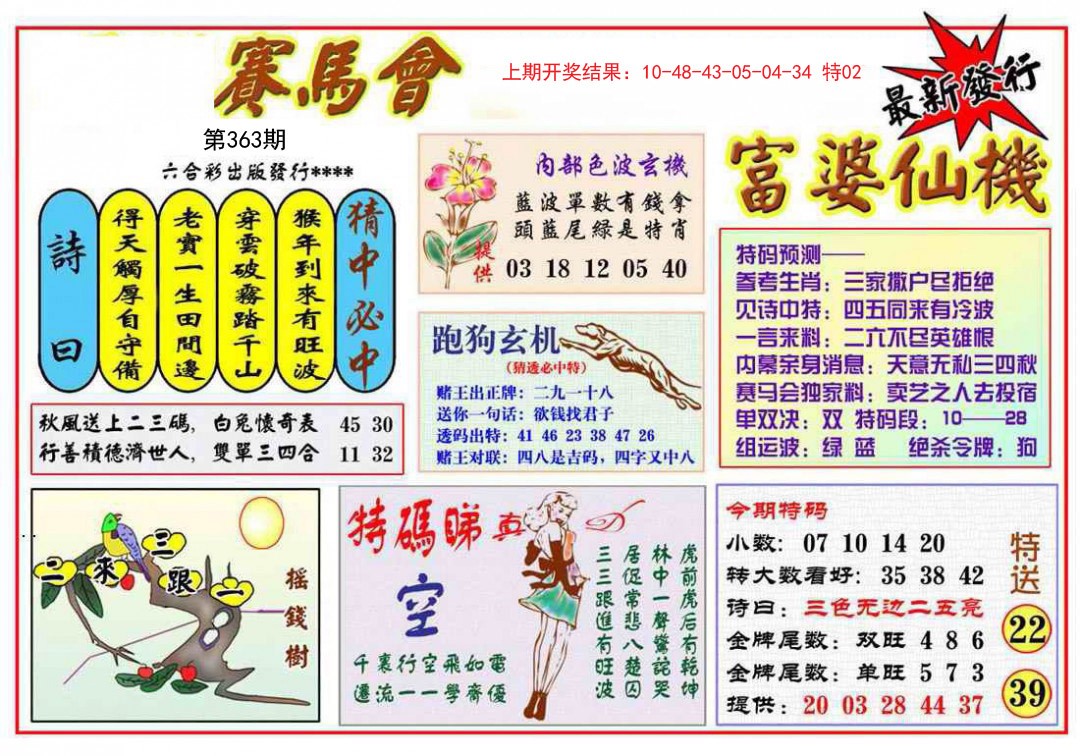 賽馬會
上期开奖结果：10-48-43-05-04-34 特02
最新發行
第363期
六合彩出版發行****
詩曰
得天觸厚自守備
老實一生田間邊
穿雲破霧踏千山
猴年到來有旺波
猜中必中
秋風送上二三碼，白兔懷奇表 45 30
行善積德濟世人，雙單三四合 11 32
内部色波玄機
藍波單數有錢拿
頭藍尾綠是特肖
提供
03 18 12 05 40
跑狗玄机
（猜透必中特）
赌王出正牌：二九一十八
送你一句话：欲钱找君子
透码出特：41 46 23 38 47 26
赌王对联：四八是吉码，四字又中八
富婆仙機
特码预测——
参考生肖：三家撒户尽拒绝
见诗中特：四五同来有冷波
一言来料：二六不尽英雄恨
内幕亲身消息：天意无私三四秋
赛马会独家料：卖艺之人去投宿
单双决：双 特码段：10——28
组运波：绿 蓝 绝杀令牌：狗
二來三跟一
搖錢樹
特碼睇真D
空
千裏行空飛如電
遷流一一學齋優
虎前虎后有乾坤
林中一聲驚詫哭
居促常悲八楚囚
三三跟進有旺波
今期特码
小数：07 10 14 20
转大数看好：35 38 42
诗曰：三色无边二五亮
金牌尾数：双旺 4 8 6
金牌尾数：单旺 5 7 3
提供：20 03 28 44 37
特送
22
39